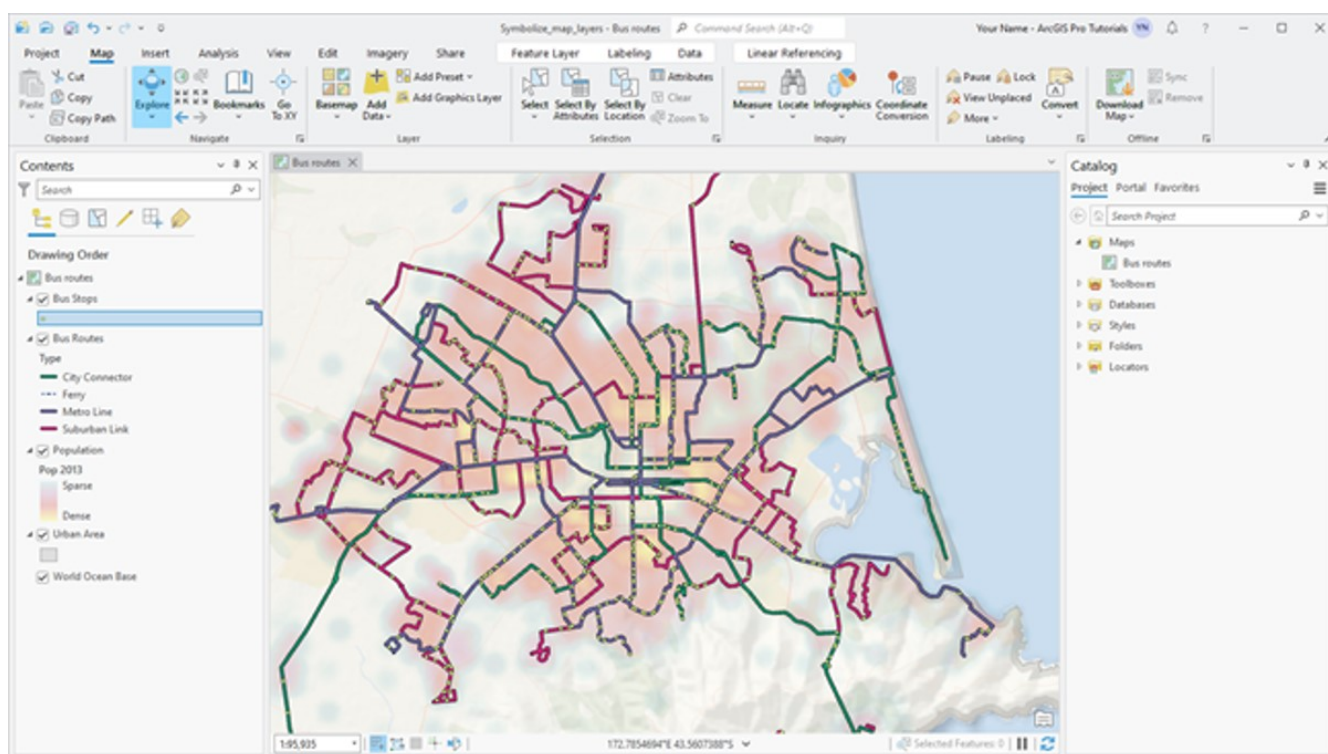 Symbolize_map_layers - Bus routes
Command Search (Alt+Q)
Your Name - ArcGIS Pro Tutorials
YN
?
Project Map Insert Analysis View Edit Imagery Share Feature Layer Labeling Data Linear Referencing
Paste
Cut
Copy
Copy Path
Clipboard
Explore
Bookmarks
Go To XY
Navigate
Basemap
Add Data
Add Preset
Add Graphics Layer
Layer
Select
Select By Attributes
Select By Location
Attributes
Clear
Zoom To
Selection
Measure
Locate
Infographics
Coordinate Conversion
Inquiry
Pause
Lock
View Unplaced
More
Convert
Labeling
Download Map
Sync
Remove
Offline
Contents
Search
Drawing Order
Bus routes
Bus Stops
Bus Routes
Type
City Connector
Ferry
Metro Line
Suburban Link
Population
Pop 2013
Sparse
Dense
Urban Area
World Ocean Base
Bus routes
1:95,935
172.7854694°E 43.5607388°S
Selected Features: 0
Catalog
Project Portal Favorites
Search Project
Maps
Bus routes
Toolboxes
Databases
Styles
Folders
Locators